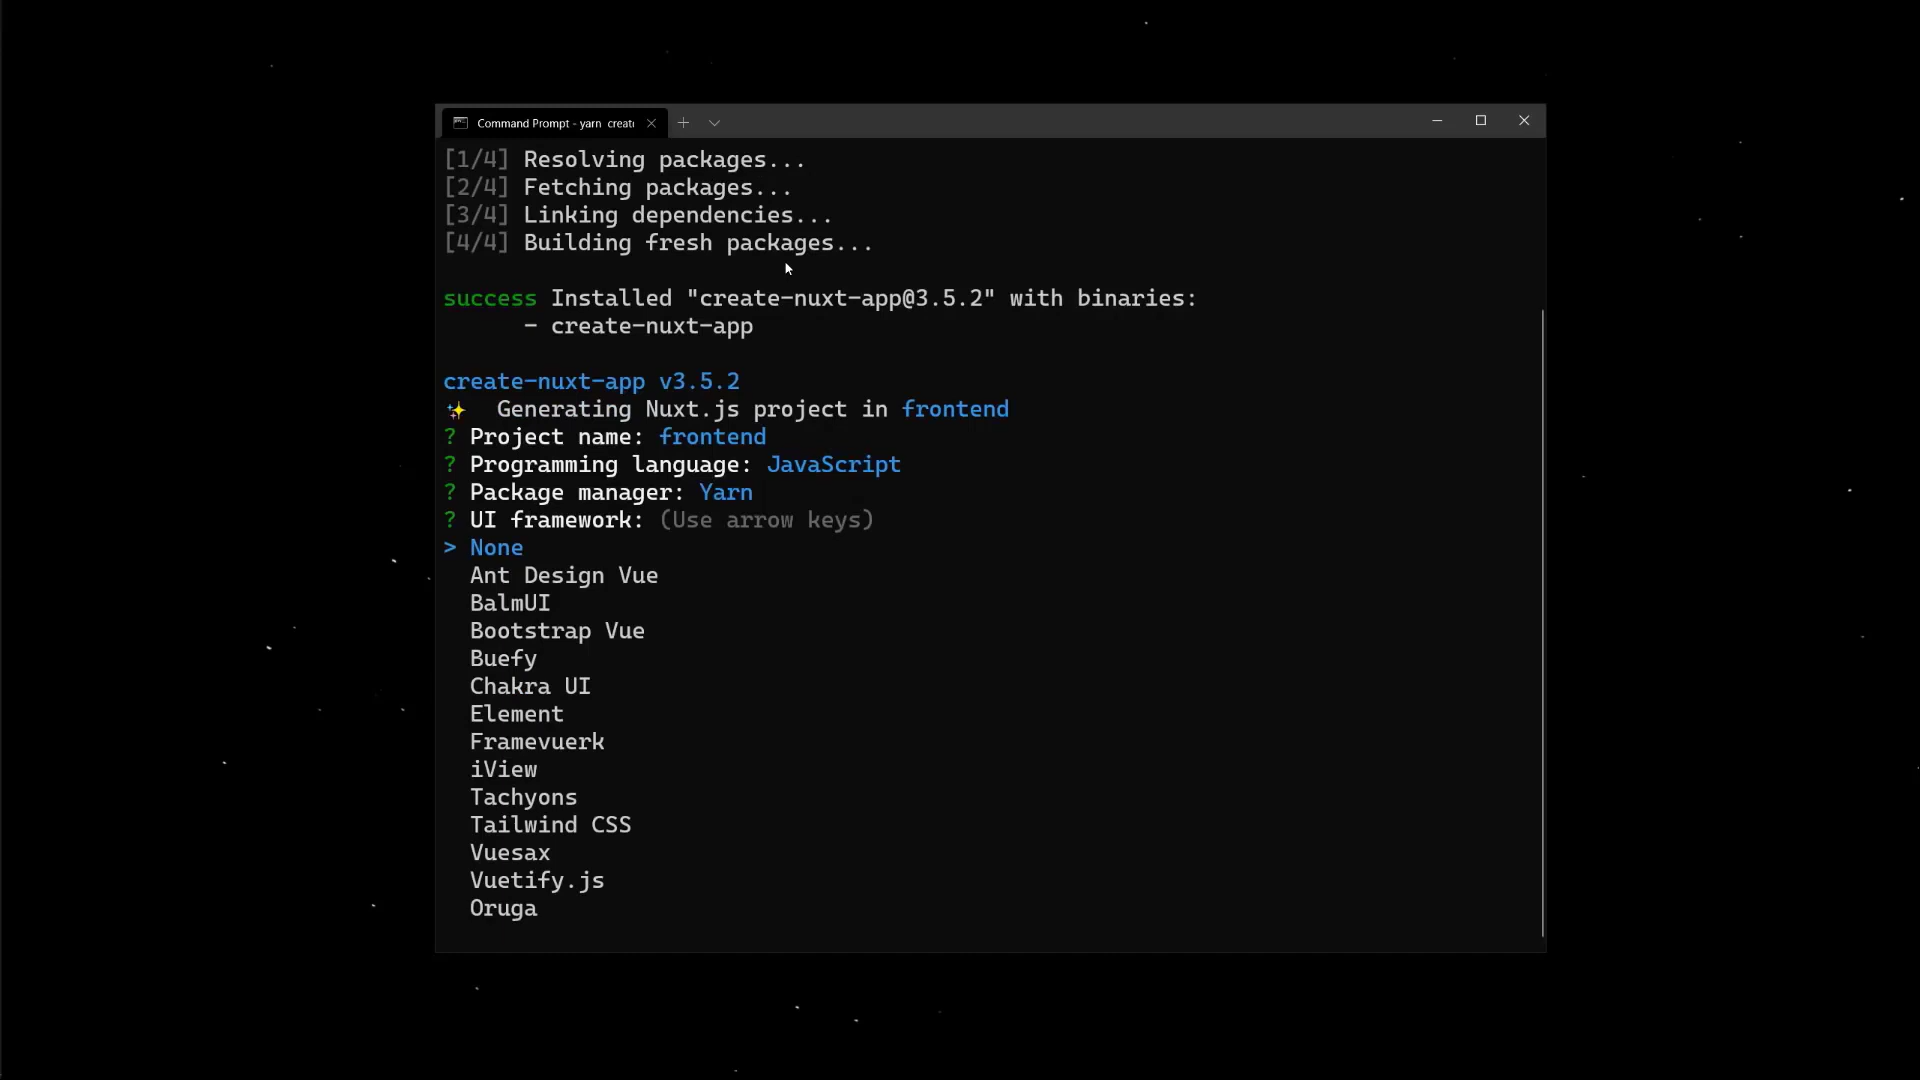 Command Prompt - yarn creat
[1/4] Resolving packages...
[2/4] Fetching packages...
[3/4] Linking dependencies...
[4/4] Building fresh packages...
success Installed "create-nuxt-app@3.5.2" with binaries:
- create-nuxt-app
create-nuxt-app v3.5.2
✨ Generating Nuxt.js project in frontend
? Project name: frontend
? Programming language: JavaScript
? Package manager: Yarn
? UI framework: (Use arrow keys)
> None
Ant Design Vue
BalmUI
Bootstrap Vue
Buefy
Chakra UI
Element
Framevuerk
iView
Tachyons
Tailwind CSS
Vuesax
Vuetify.js
Oruga